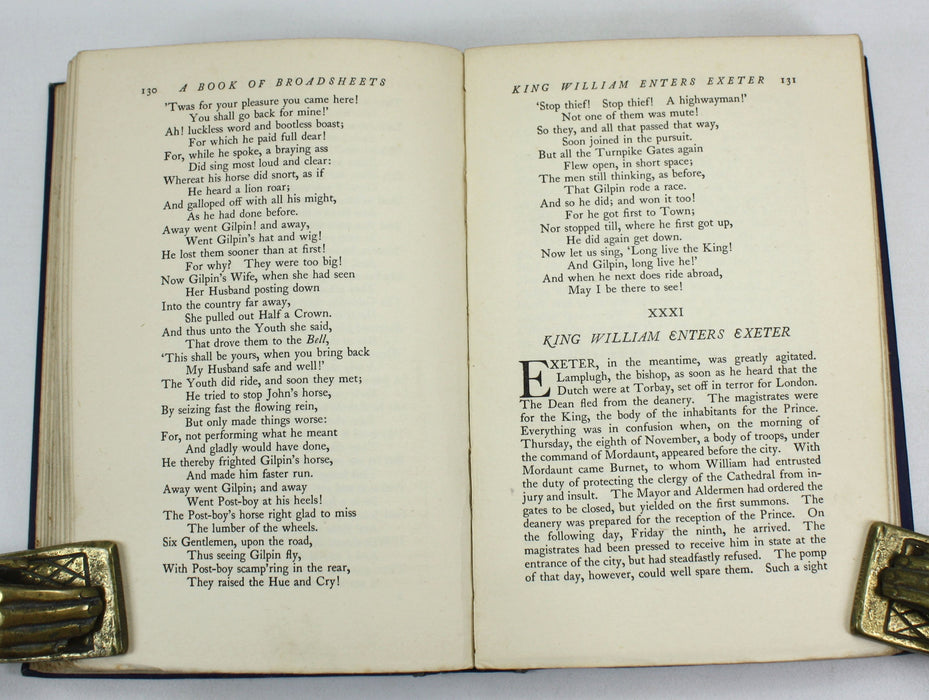 130 A BOOK OF BROADSHEETS
'Twas for your pleasure you came here!
You shall go back for mine!'
Ah! luckless word and bootless boast;
For which he paid full dear!
For, while he spoke, a braying ass
Did sing most loud and clear:
Whereat his horse did snort, as if
He heard a lion roar;
And galloped off with all his might,
As he had done before.
Away went Gilpin! and away,
Went Gilpin's hat and wig!
He lost them sooner than at first!
For why? They were too big!
Now Gilpin's Wife, when she had seen
Her Husband posting down
Into the country far away,
She pulled out Half a Crown.
And thus unto the Youth she said,
That drove them to the Bell,
'This shall be yours, when you bring back
My Husband safe and well!'
The Youth did ride, and soon they met;
He tried to stop John's horse,
By seizing fast the flowing rein,
But only made things worse:
For, not performing what he meant
And gladly would have done,
He thereby frighted Gilpin's horse,
And made him faster run.
Away went Gilpin; and away
Went Post-boy at his heels!
The Post-boy's horse right glad to miss
The lumber of the wheels.
Six Gentlemen, upon the road,
Thus seeing Gilpin fly,
With Post-boy scamp'ring in the rear,
They raised the Hue and Cry!
KING WILLIAM ENTERS EXETER 131
'Stop thief! Stop thief! A highwayman!'
Not one of them was mute!
So they, and all that passed that way,
Soon joined in the pursuit.
But all the Turnpike Gates again
Flew open, in short space;
The men still thinking, as before,
That Gilpin rode a race.
And so he did; and won it too!
For he got first to Town;
Nor stopped till, where he first got up,
He did again get down.
Now let us sing, 'Long live the King!
And Gilpin, long live he!'
And when he next does ride abroad,
May I be there to see!
XXXI
KING WILLIAM ENTERS EXETER
EXETER, in the meantime, was greatly agitated.
Lamplugh, the bishop, as soon as he heard that the
Dutch were at Torbay, set off in terror for London.
The Dean fled from the deanery. The magistrates were
for the King, the body of the inhabitants for the Prince.
Everything was in confusion when, on the morning of
Thursday, the eighth of November, a body of troops, under
the command of Mordaunt, appeared before the city. With
Mordaunt came Burnet, to whom William had entrusted
the duty of protecting the clergy of the Cathedral from in-
jury and insult. The Mayor and Aldermen had ordered the
gates to be closed, but yielded on the first summons. The
deanery was prepared for the reception of the Prince. On
the following day, Friday the ninth, he arrived. The
magistrates had been pressed to receive him in state at the
entrance of the city, but had steadfastly refused. The pomp
of that day, however, could well spare them. Such a sight